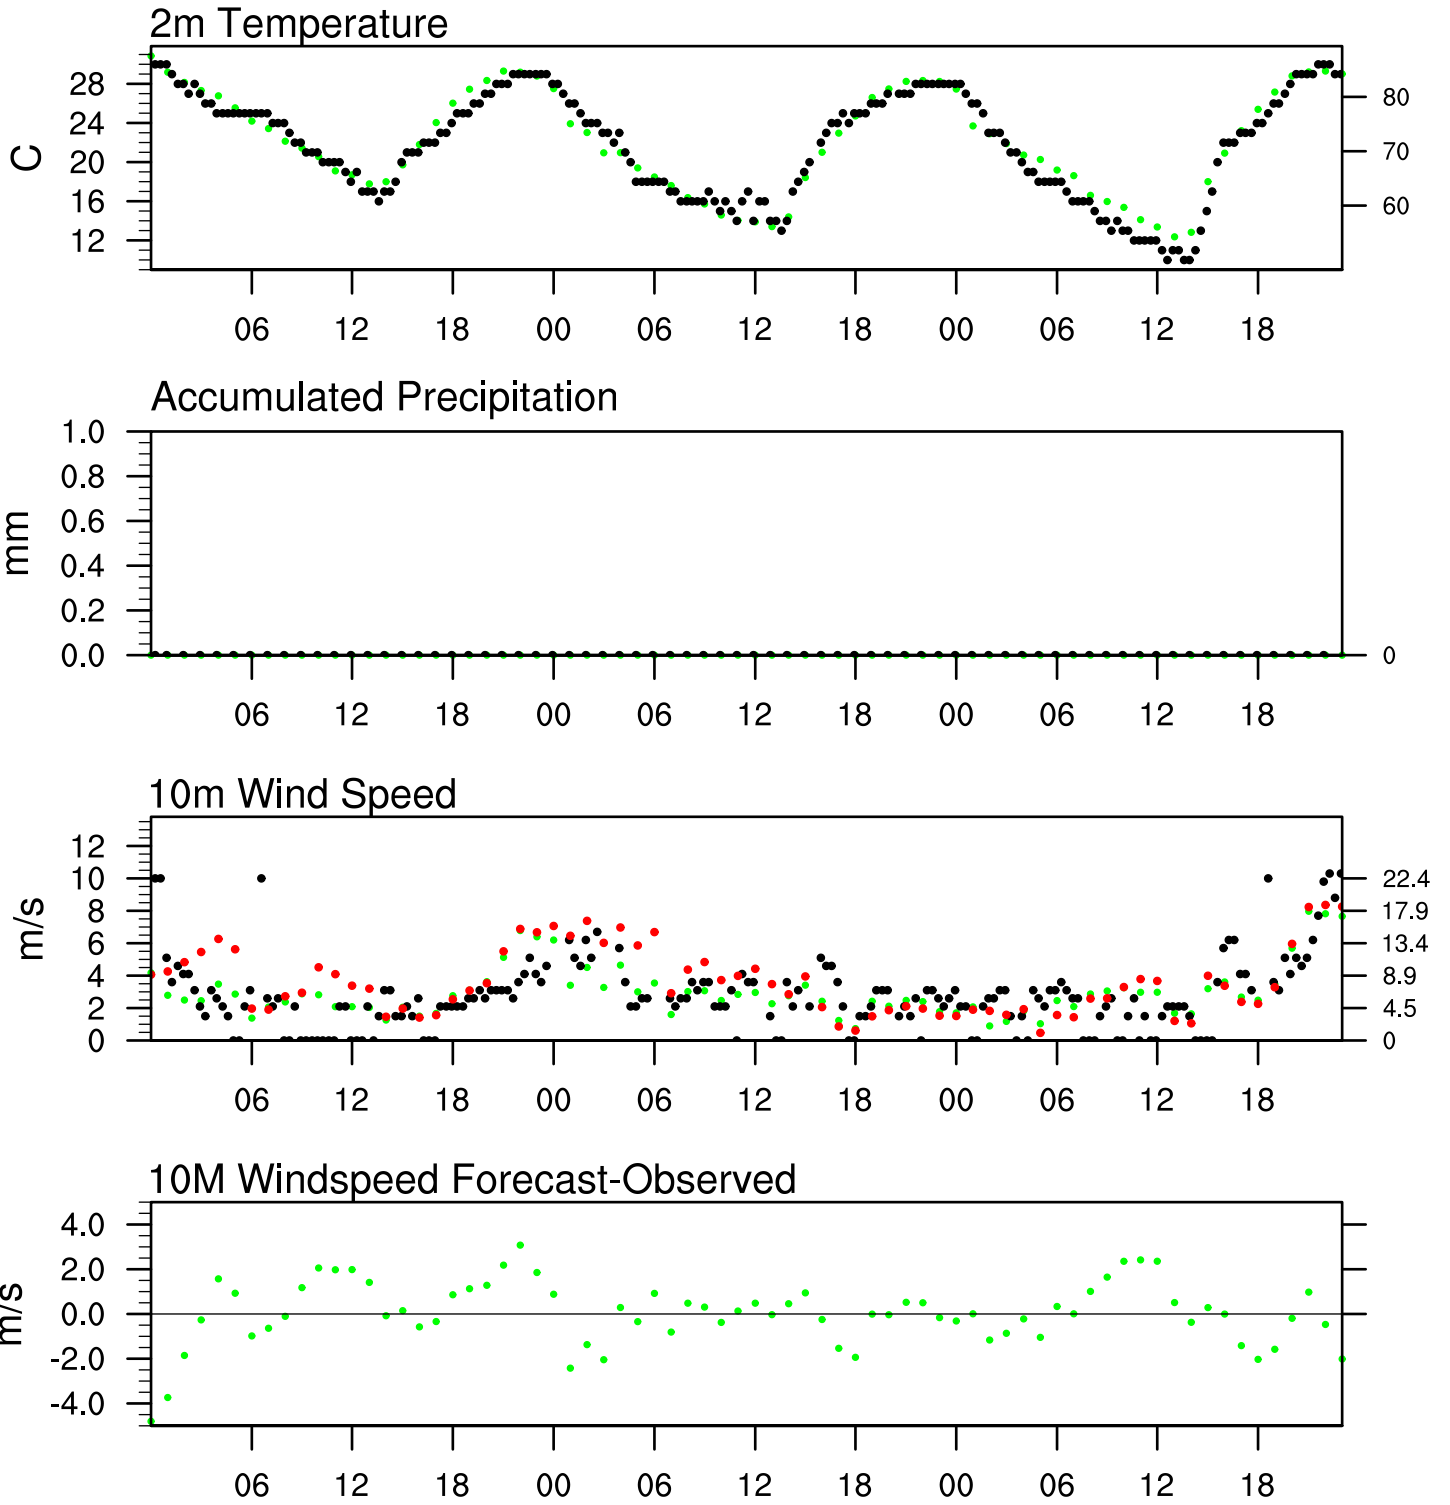 2m Temperature
28
24
20
16
12
C
80
70
60
06 12 18 00 06 12 18 00 06 12 18
Accumulated Precipitation
1.0
0.8
0.6
0.4
0.2
0.0
mm
0
06 12 18 00 06 12 18 00 06 12 18
10m Wind Speed
12
10
8
6
4
2
0
m/s
22.4
17.9
13.4
8.9
4.5
0
06 12 18 00 06 12 18 00 06 12 18
10M Windspeed Forecast-Observed
4.0
2.0
0.0
-2.0
-4.0
m/s
06 12 18 00 06 12 18 00 06 12 18